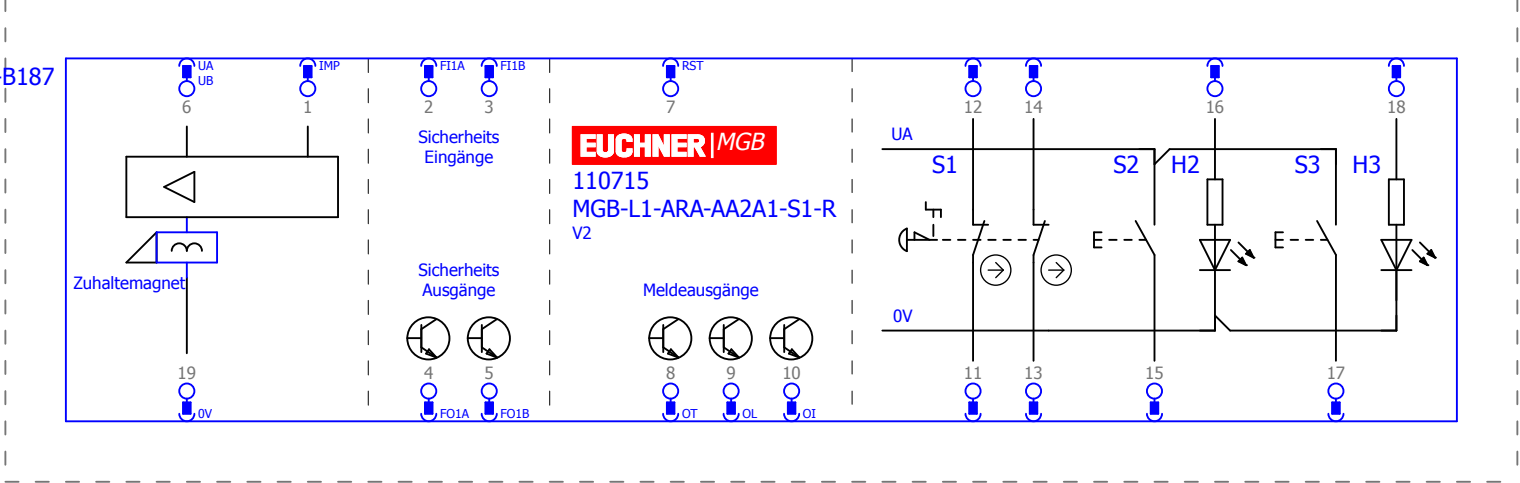 -B187
UA
UB
IMP
FI1A
FI1B
RST
6
1
2
3
7
12
14
16
18
Sicherheits
Eingänge
EUCHNER|MGB
110715
MGB-L1-ARA-AA2A1-S1-R
V2
UA
S1
S2
H2
S3
H3
Zuhaltemagnet
Sicherheits
Ausgänge
Meldeausgänge
0V
19
4
5
8
9
10
11
13
15
17
0V
FO1A
FO1B
OT
OL
OI